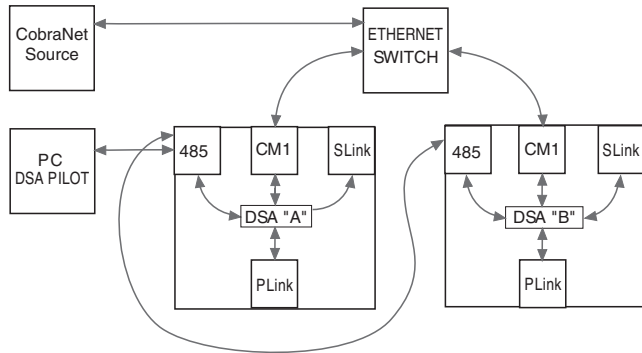 CobraNet
Source
ETHERNET
SWITCH
PC
DSA PILOT
485
CM1
SLink
DSA "A"
PLink
485
CM1
SLink
DSA "B"
PLink